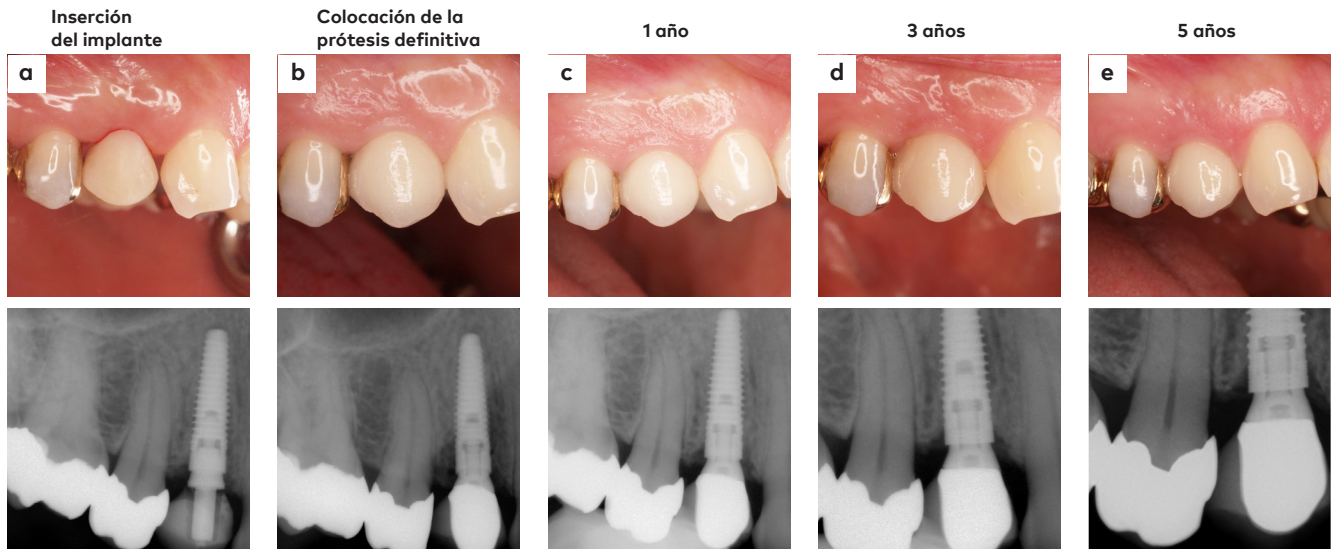 Inserción
del implante
Colocación de la
prótesis definitiva
1 año
3 años
5 años
a
b
c
d
e